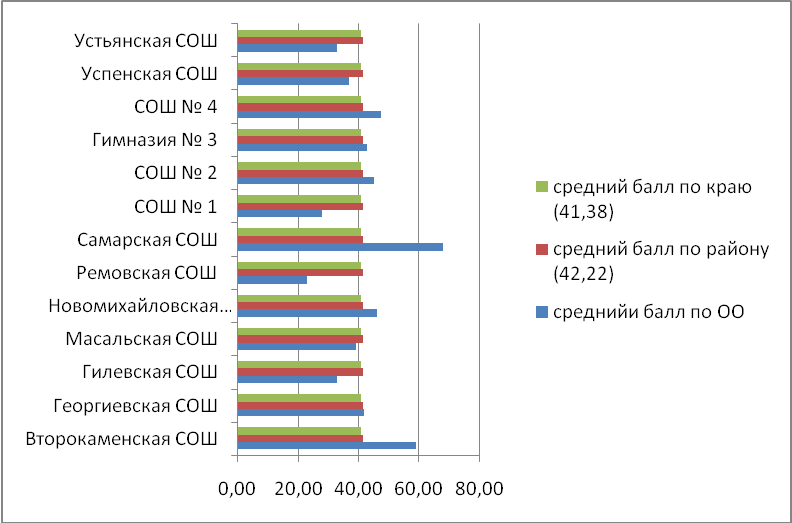 Устьянская СОШ
Успенская СОШ
СОШ № 4
Гимназия № 3
СОШ № 2
СОШ № 1
Самарская СОШ
Ремовская СОШ
Новомихайловская...
Масальская СОШ
Гилевская СОШ
Георгиевская СОШ
Второкаменская СОШ
0,00 20,00 40,00 60,00 80,00
средний балл по краю
(41,38)
средний балл по району
(42,22)
среднийи балл по ОО